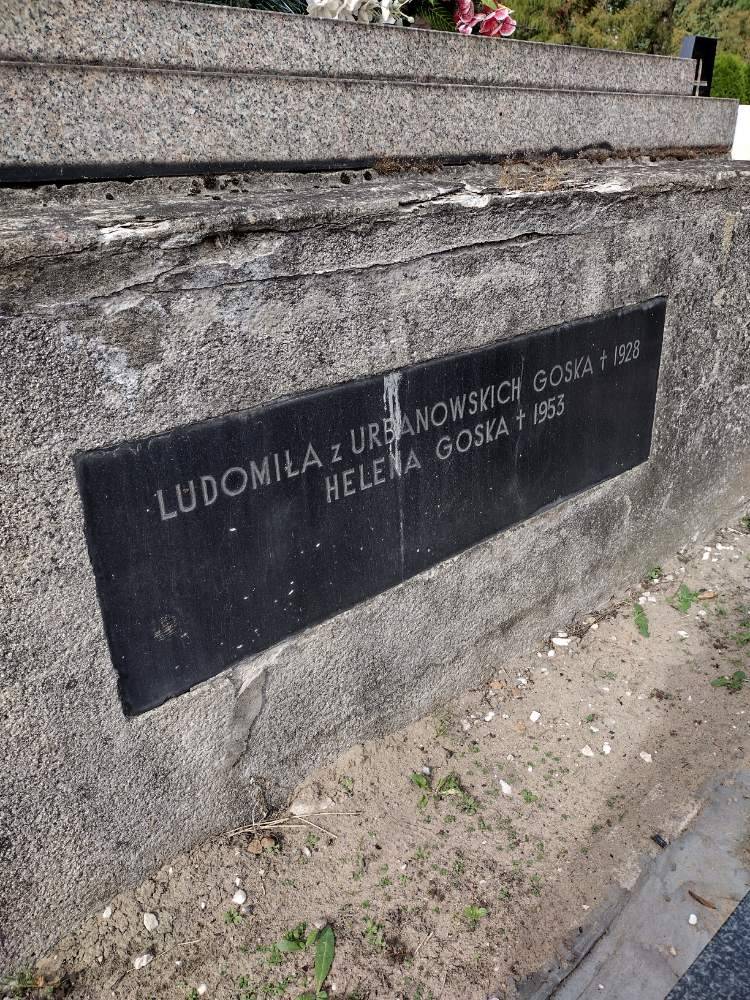 LUDOMIŁA z URBANOWSKICH GOSKA † 1928
HELENA GOSKA † 1953